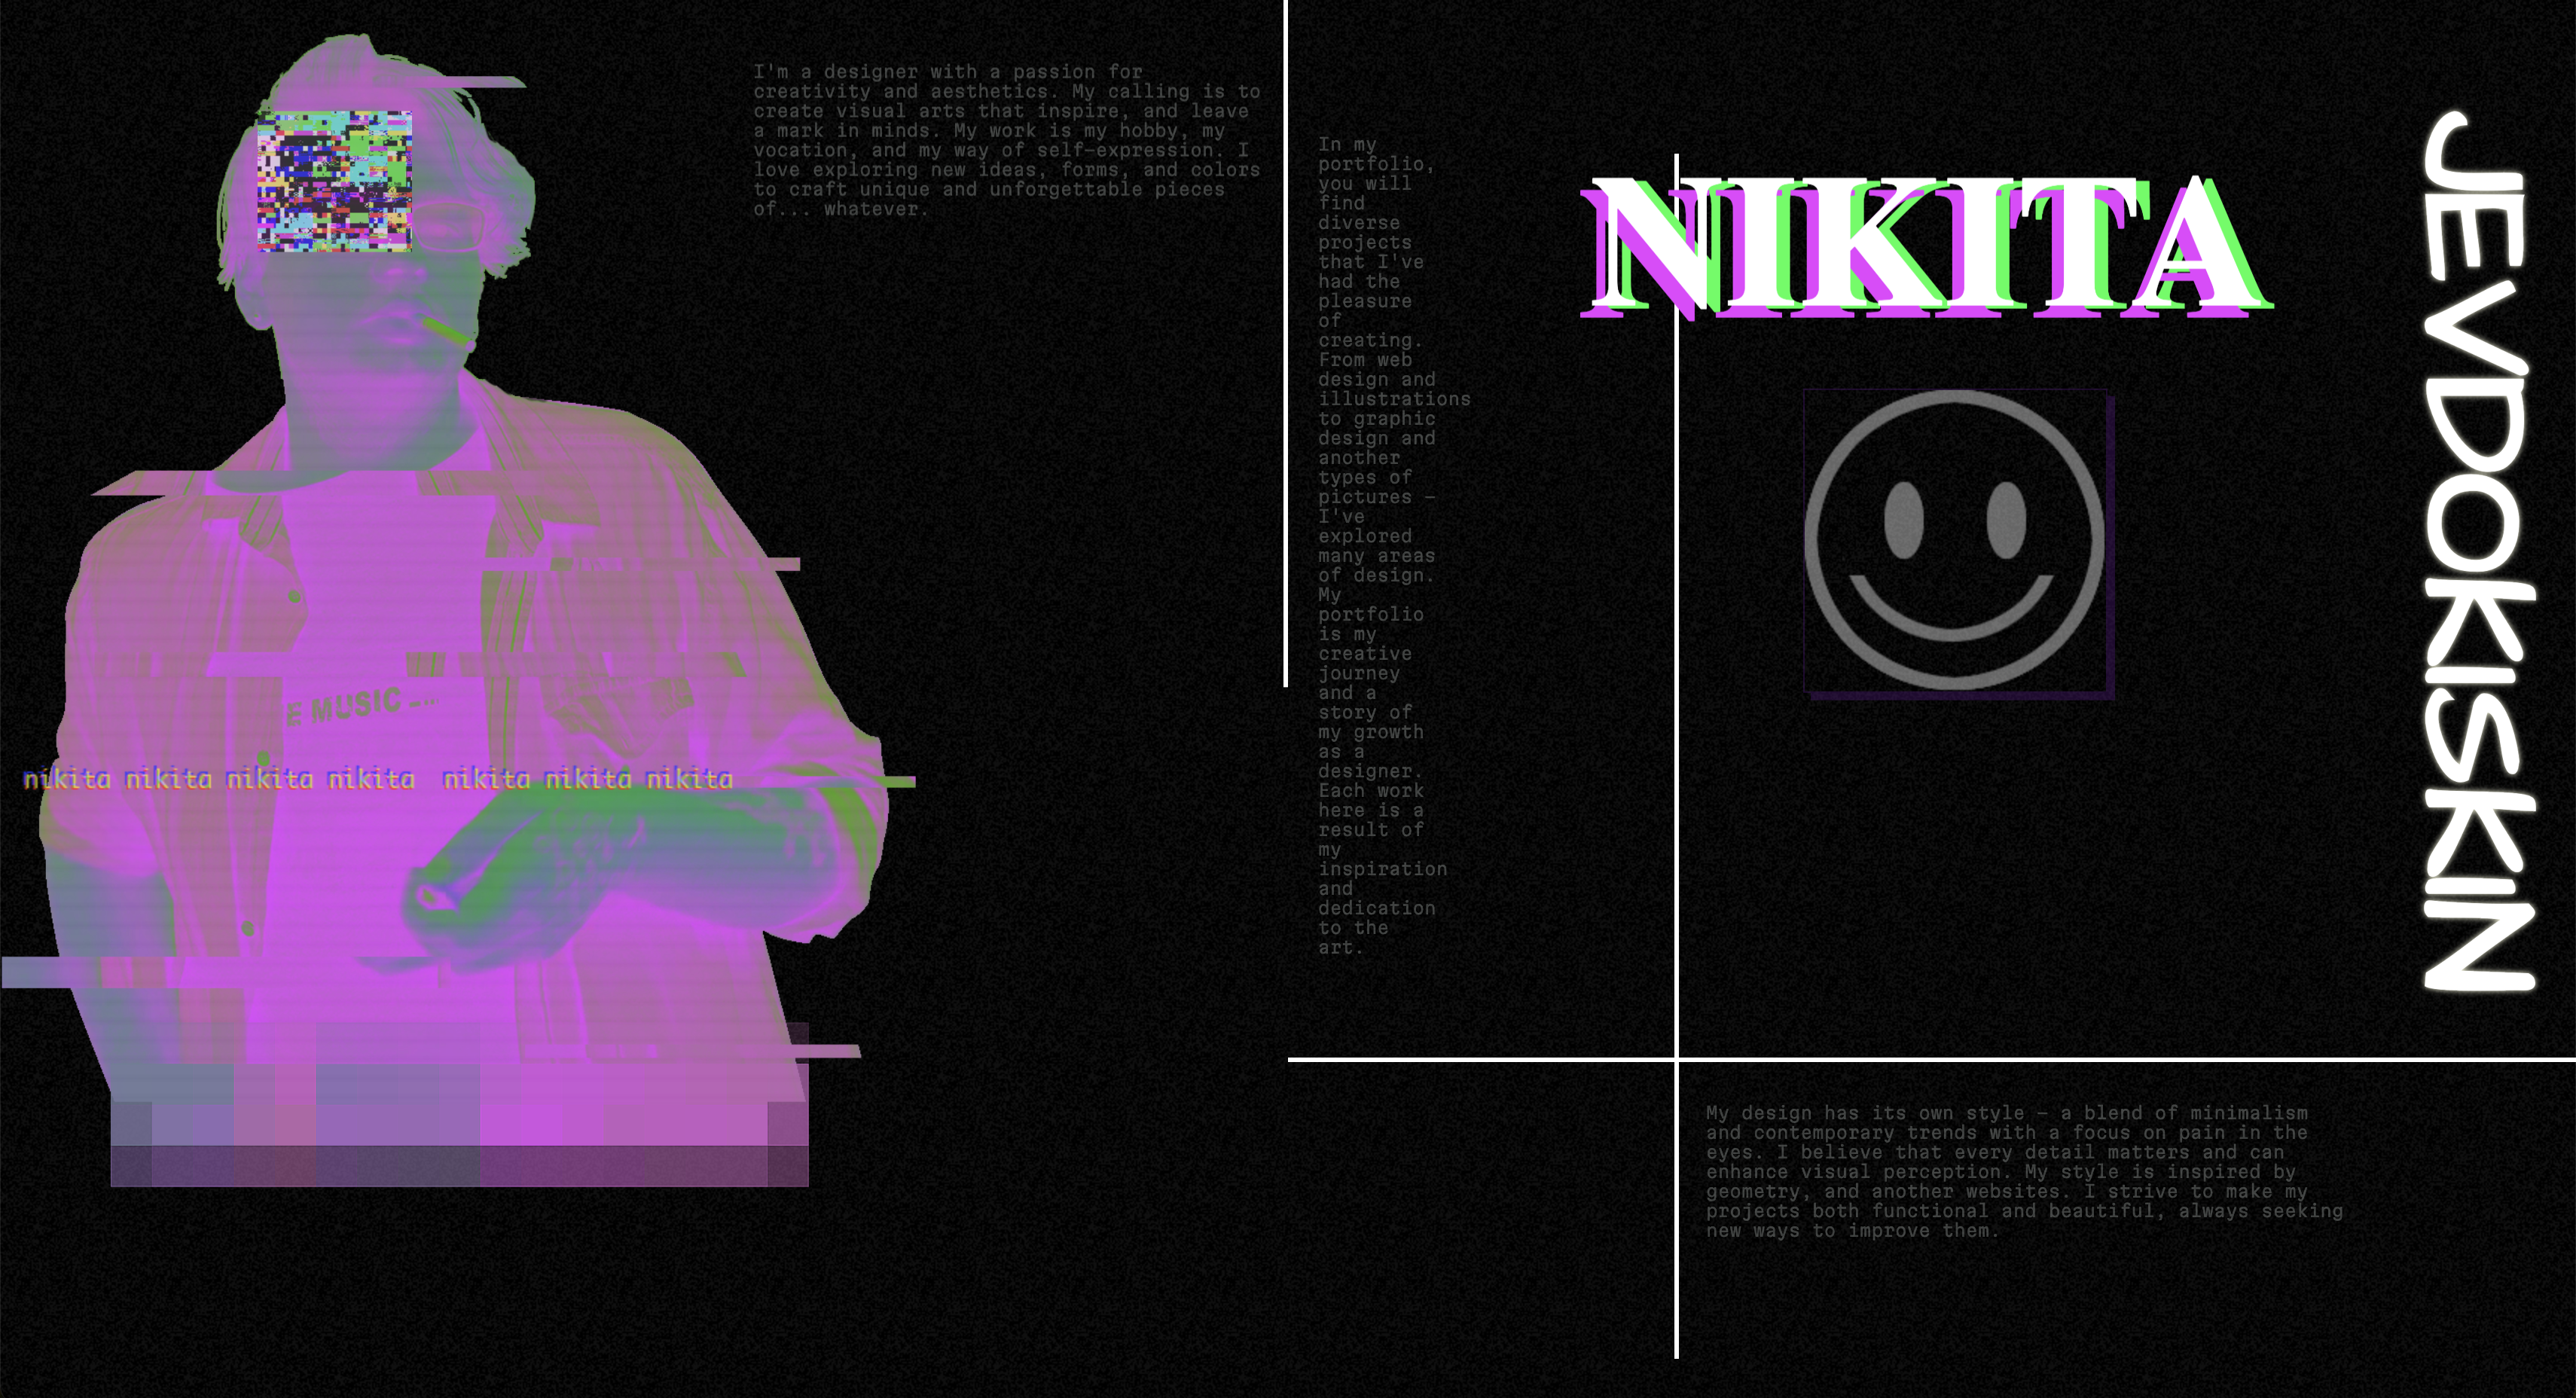 I'm a designer with a passion for
creativity and aesthetics. My calling is to
create visual arts that inspire, and leave
a mark in minds. My work is my hobby, my
vocation, and my way of self-expression. I
love exploring new ideas, forms, and colors
to craft unique and unforgettable pieces
of... whatever.
E MUSIC
nikita nikita nikita nikita nikita nikita nikita
In my
portfolio,
you will
find
diverse
projects
that I've
had the
pleasure
of
creating.
From web
design and
illustrations
to graphic
design and
another
types of
pictures –
I've
explored
many areas
of design.
My
portfolio
is my
creative
journey
and a
story of
my growth
as a
designer.
Each work
here is a
result of
my
inspiration
and
dedication
to the
art.
NIKITA
JEVDOKISKIN
My design has its own style – a blend of minimalism
and contemporary trends with a focus on pain in the
eyes. I believe that every detail matters and can
enhance visual perception. My style is inspired by
geometry, and another websites. I strive to make my
projects both functional and beautiful, always seeking
new ways to improve them.